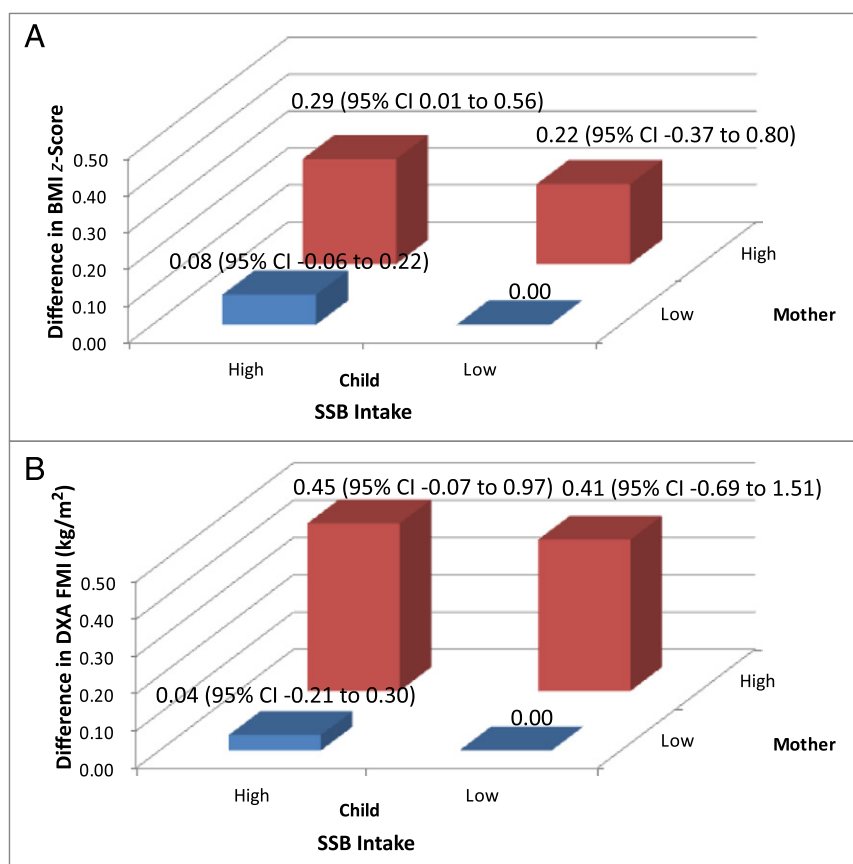 A
0.29 (95% CI 0.01 to 0.56)
0.22 (95% CI -0.37 to 0.80)
Difference in BMI z-Score
0.50
0.40
0.30
0.20
0.10
0.00
0.08 (95% CI -0.06 to 0.22)
0.00
High
Low
Mother
High
Low
Child
SSB Intake
B
0.45 (95% CI -0.07 to 0.97)
0.41 (95% CI -0.69 to 1.51)
Difference in DXA FMI (kg/m²)
0.50
0.40
0.30
0.20
0.10
0.00
0.04 (95% CI -0.21 to 0.30)
0.00
High
Low
Mother
High
Low
Child
SSB Intake